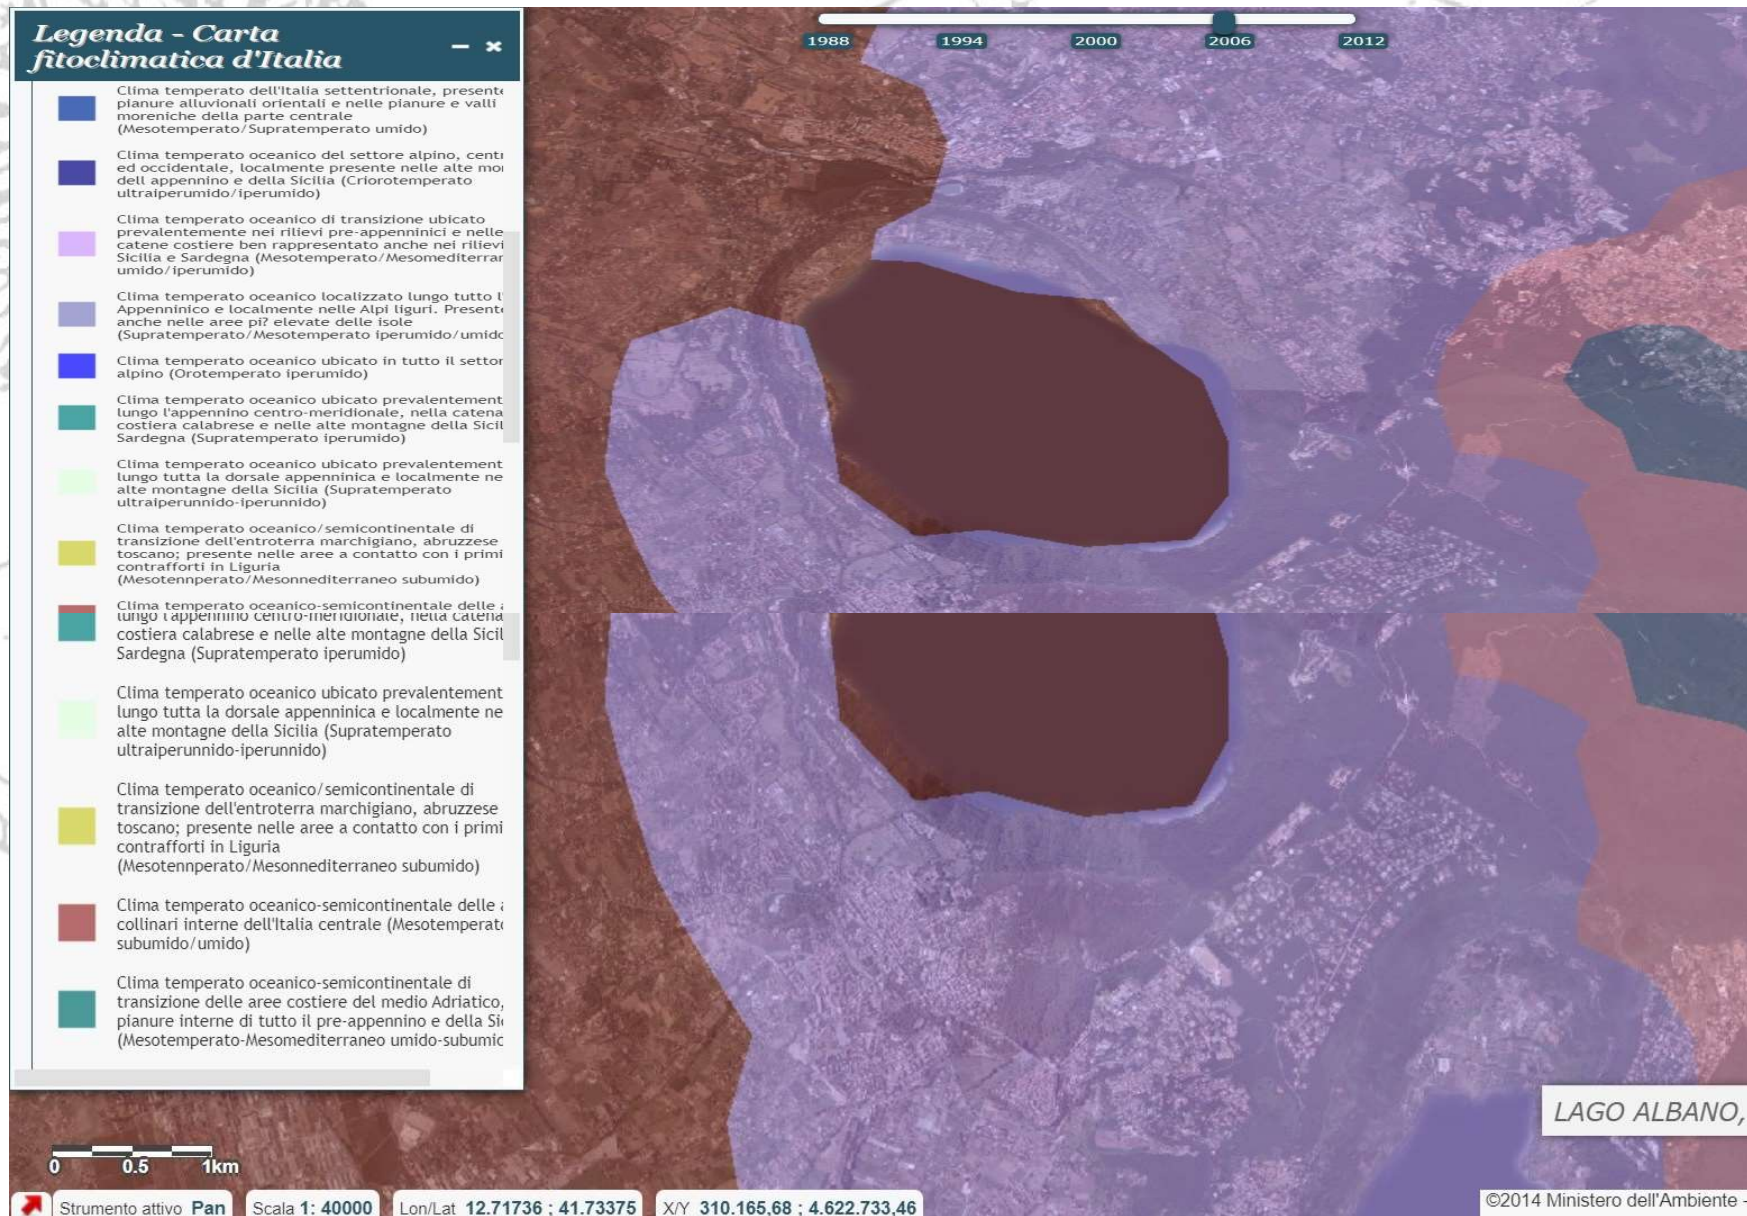 Legenda - Carta
fitoclimatica d'Italia
Clima temperato dell'Italia settentrionale, present
pianure alluvionali orientali e nelle pianure e valli
moreniche della parte centrale
(Mesotemperato/Supratemperato umido)
Clima temperato oceanico del settore alpino, cent
ed occidentale, localmente presente nelle alte mo
dell appennino e della Sicilia (Criorotemperato
ultraiperumido/iperumido)
Clima temperato oceanico di transizione ubicato
prevalentemente nei rilievi pre-appenninici e nelle
catene costiere ben rappresentato anche nei rilievi
Sicilia e Sardegna (Mesotemperato/Mesomediterra
umido/iperumido)
Clima temperato oceanico localizzato lungo tutto l'
Appenninico e localmente nelle Alpi liguri. Present
anche nelle aree pi? elevate delle isole
(Supratemperato/Mesotemperato iperumido/umid
Clima temperato oceanico ubicato in tutto il settor
alpino (Orotemperato iperumido)
Clima temperato oceanico ubicato prevalentement
lungo l'appennino centro-meridionale, nella catena
costiera calabrese e nelle alte montagne della Sicil
Sardegna (Supratemperato iperumido)
Clima temperato oceanico ubicato prevalentement
lungo tutta la dorsale appenninica e localmente ne
alte montagne della Sicilia (Supratemperato
ultraiperunnido-iperunnido)
Clima temperato oceanico/semicontinentale di
transizione dell'entroterra marchigiano, abruzzese
toscano; presente nelle aree a contatto con i primi
contrafforti in Liguria
(Mesotennperato/Mesonnediterraneo subumido)
Clima temperato oceanico-semicontinentale delle a
lungo l'appennino centro-meridionale, nella catena
costiera calabrese e nelle alte montagne della Sicil
Sardegna (Supratemperato iperumido)
Clima temperato oceanico ubicato prevalentement
lungo tutta la dorsale appenninica e localmente ne
alte montagne della Sicilia (Supratemperato
ultraiperunnido-iperunnido)
Clima temperato oceanico/semicontinentale di
transizione dell'entroterra marchigiano, abruzzese
toscano; presente nelle aree a contatto con i primi
contrafforti in Liguria
(Mesotennperato/Mesonnediterraneo subumido)
Clima temperato oceanico-semicontinentale delle a
collinari interne dell'Italia centrale (Mesotemperato
subumido/umido)
Clima temperato oceanico-semicontinentale di
transizione delle aree costiere del medio Adriatico,
pianure interne di tutto il pre-appennino e della Si
(Mesotemperato-Mesomediterraneo umido-subumi
1988 1994 2000 2006 2012
LAGO ALBANO,
0 0.5 1km
Strumento attivo Pan Scala 1: 40000 Lon/Lat 12.71736 ; 41.73375 X/Y 310.165,68 ; 4.622.733,46
©2014 Ministero dell'Ambiente -